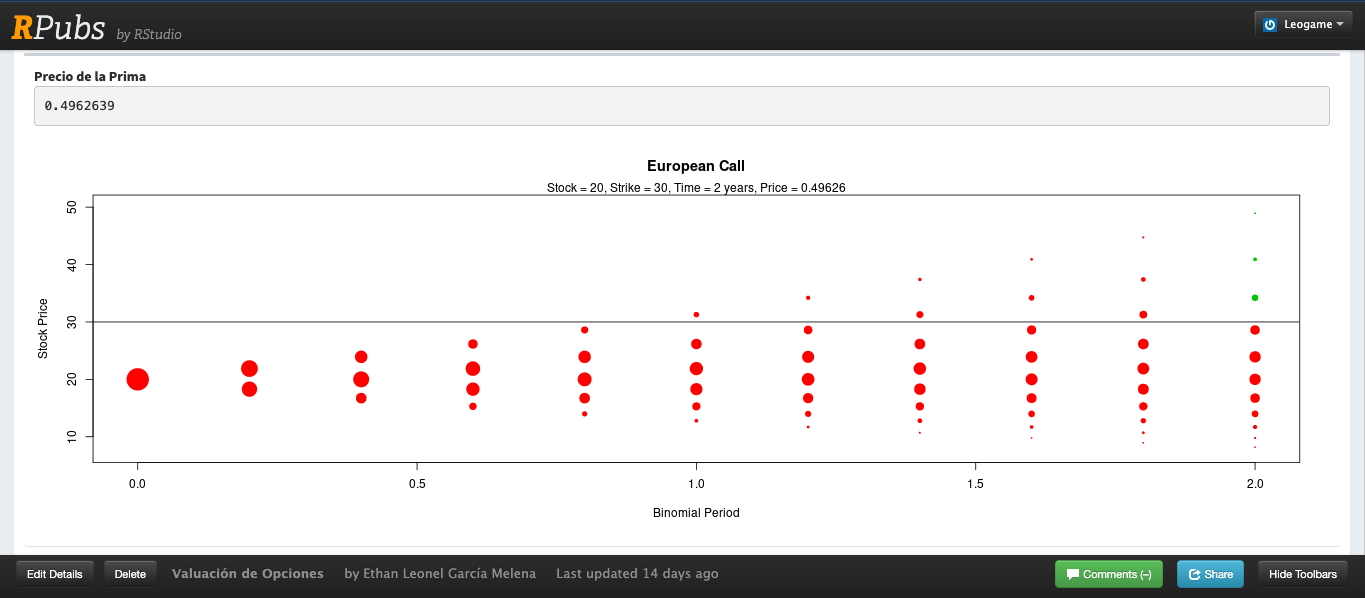 RPubs by RStudio
Leogame
Precio de la Prima
0.4962639
European Call
Stock = 20, Strike = 30, Time = 2 years, Price = 0.49626
50
40
30
20
10
Stock Price
0.0 0.5 1.0 1.5 2.0
Binomial Period
Edit Details Delete Valuación de Opciones by Ethan Leonel García Melena Last updated 14 days ago Comments (–) Share Hide Toolbars